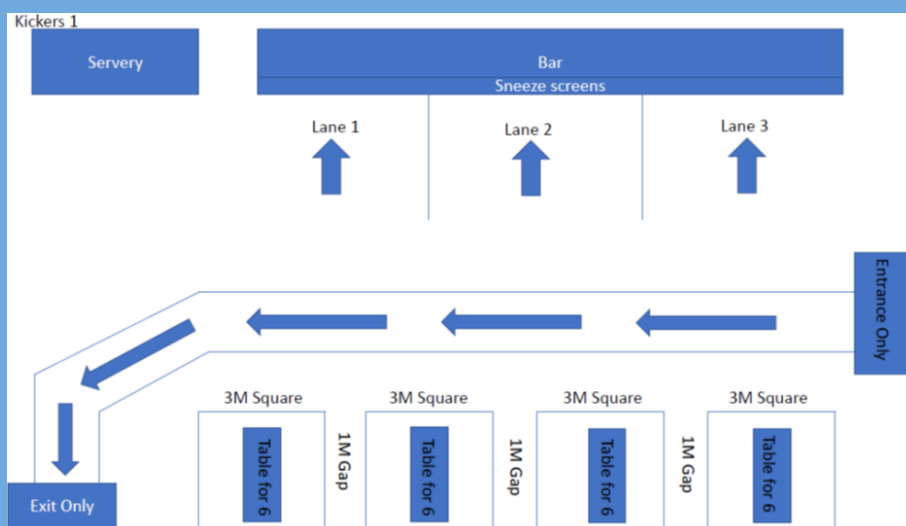 Kickers 1
Servery
Bar
Sneeze screens
Lane 1
Lane 2
Lane 3
Entrance Only
3M Square
3M Square
3M Square
3M Square
Table for 6
1M Gap
Table for 6
1M Gap
Table for 6
1M Gap
Table for 6
Exit Only